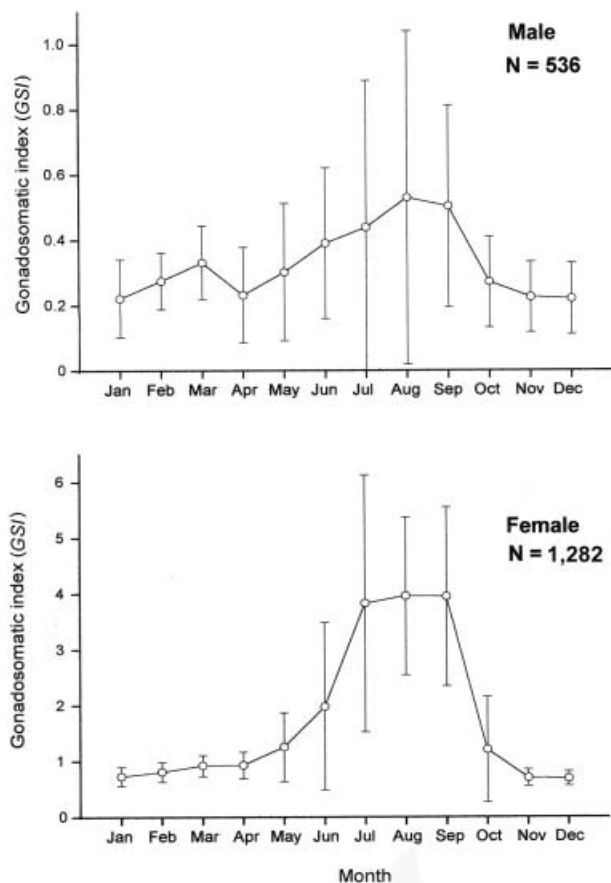 Gonadosomatic index (GSI)
1.0
0.8
0.6
0.4
0.2
0
Male
N = 536
Jan Feb Mar Apr May Jun Jul Aug Sep Oct Nov Dec
Gonadosomatic index (GSI)
6
5
4
3
2
1
0
Female
N = 1,282
Jan Feb Mar Apr May Jun Jul Aug Sep Oct Nov Dec
Month